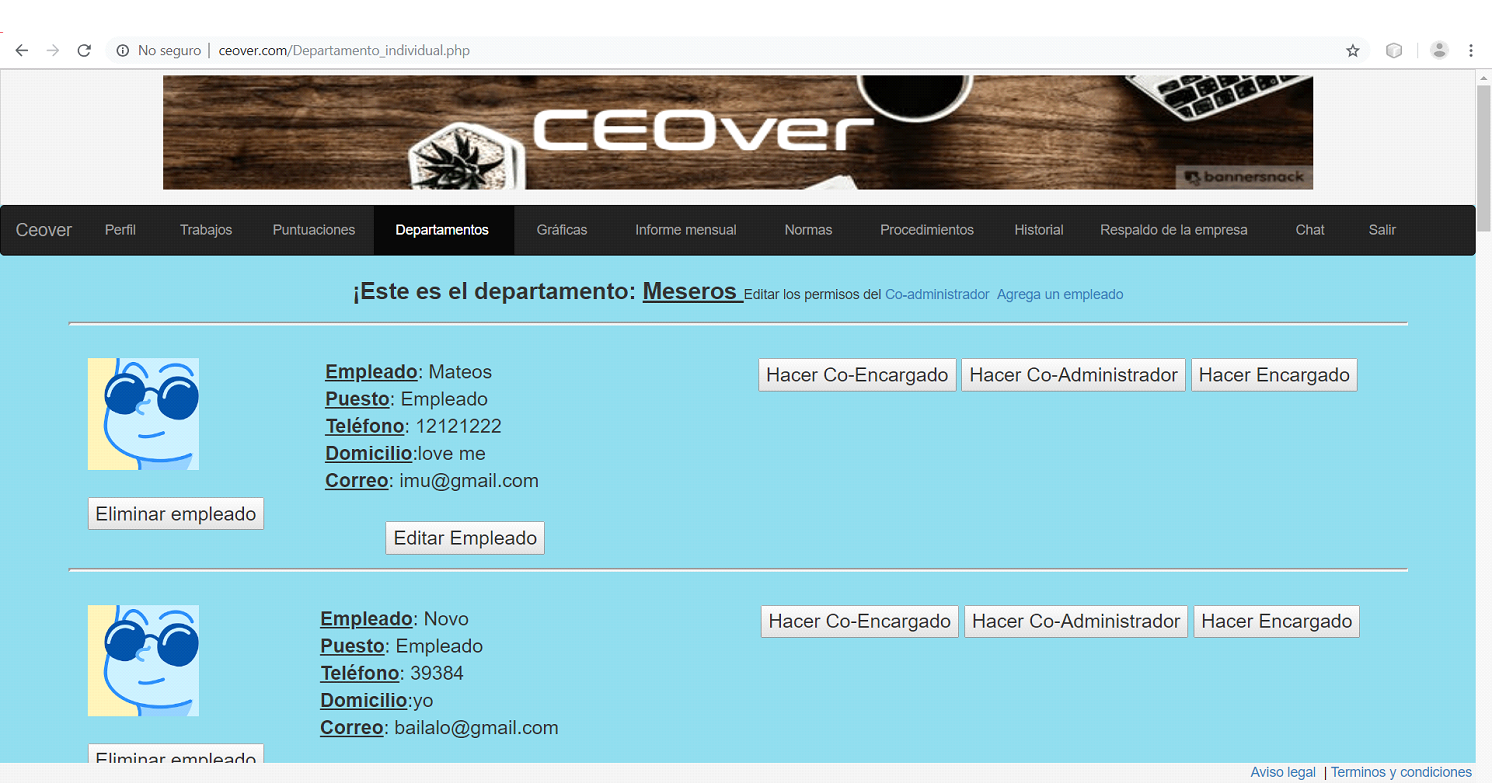 No seguro | ceover.com/Departamento_individual.php
CEOver
bannersnack
Ceover Perfil Trabajos Puntuaciones Departamentos Gráficas Informe mensual Normas Procedimientos Historial Respaldo de la empresa Chat Salir
¡Este es el departamento: Meseros Editar los permisos del Co-administrador Agrega un empleado
Empleado: Mateos
Puesto: Empleado
Teléfono: 12121222
Domicilio:love me
Correo: imu@gmail.com
Hacer Co-Encargado Hacer Co-Administrador Hacer Encargado
Eliminar empleado
Editar Empleado
Empleado: Novo
Puesto: Empleado
Teléfono: 39384
Domicilio:yo
Correo: bailalo@gmail.com
Hacer Co-Encargado Hacer Co-Administrador Hacer Encargado
Eliminar empleado
Aviso legal | Terminos y condiciones